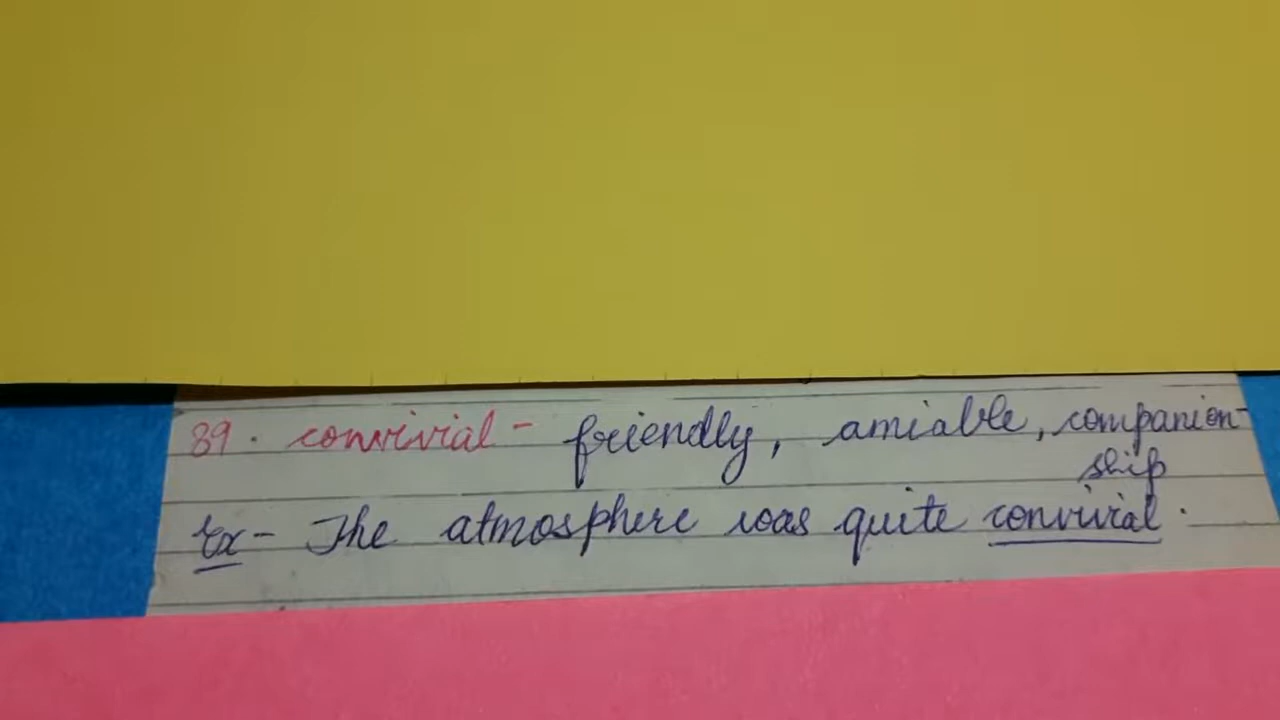 89. convivial - friendly, amiable, companion-
ship
Ex - The atmosphere was quite convivial.